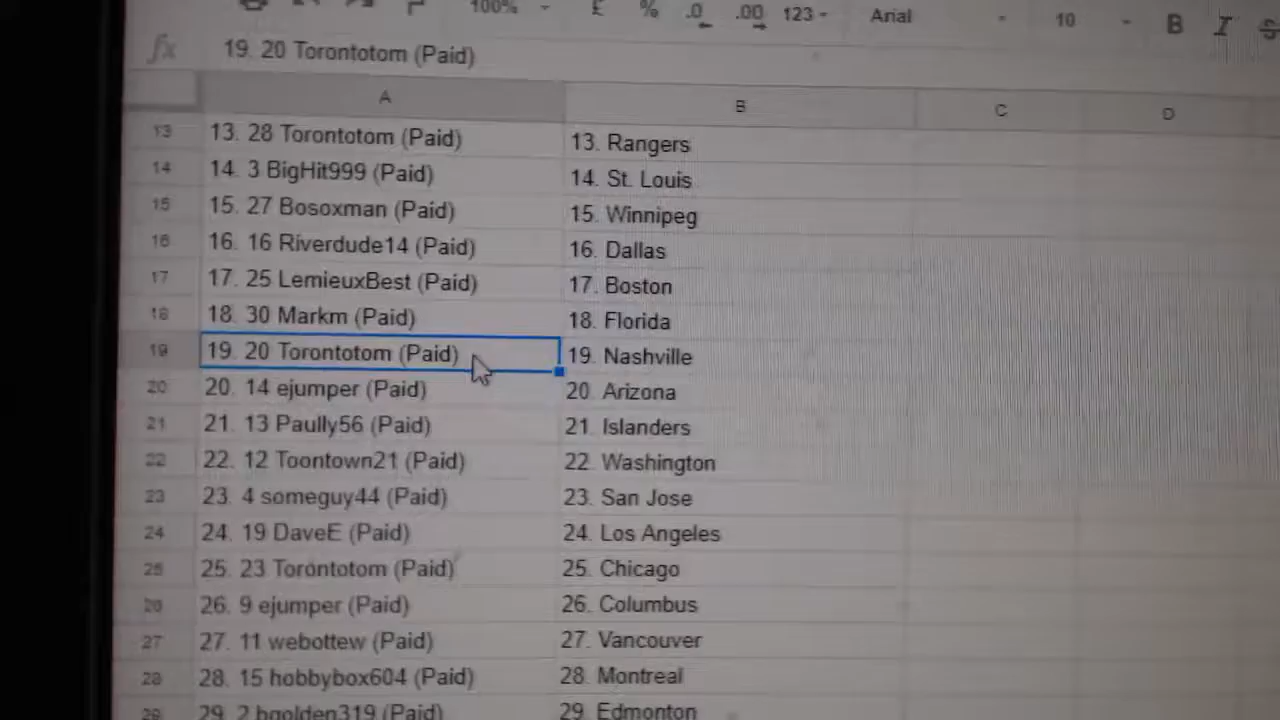 100% £ % .0 .00 123 Arial 10 B I S
fx 19. 20 Torontotom (Paid)
A B C D
13 13. 28 Torontotom (Paid) 13. Rangers
14 14. 3 BigHit999 (Paid) 14. St. Louis
15 15. 27 Bosoxman (Paid) 15. Winnipeg
16 16. 16 Riverdude14 (Paid) 16. Dallas
17 17. 25 LemieuxBest (Paid) 17. Boston
18 18. 30 Markm (Paid) 18. Florida
19 19. 20 Torontotom (Paid) 19. Nashville
20 20. 14 ejumper (Paid) 20. Arizona
21 21. 13 Paully56 (Paid) 21. Islanders
22 22. 12 Toontown21 (Paid) 22. Washington
23 23. 4 someguy44 (Paid) 23. San Jose
24 24. 19 DaveE (Paid) 24. Los Angeles
25 25. 23 Torontotom (Paid) 25. Chicago
26 26. 9 ejumper (Paid) 26. Columbus
27 27. 11 webottew (Paid) 27. Vancouver
28 28. 15 hobbybox604 (Paid) 28. Montreal
29 29. 2 bgolden319 (Paid) 29. Edmonton